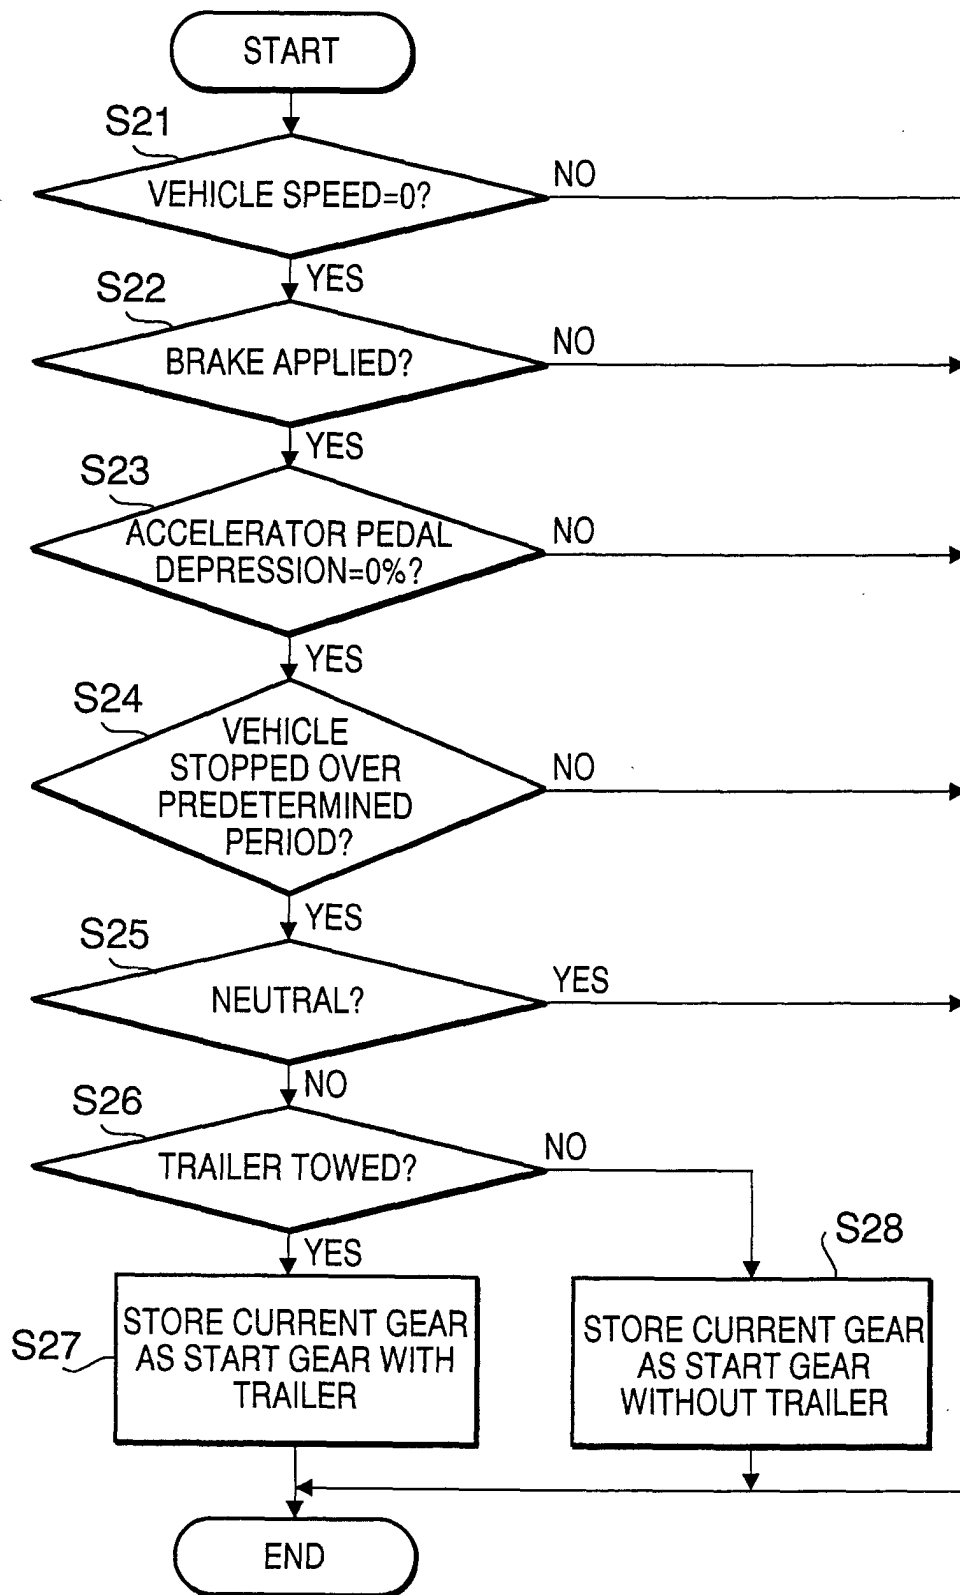 START
S21
VEHICLE SPEED=0?
NO
YES
S22
BRAKE APPLIED?
NO
YES
S23
ACCELERATOR PEDAL
DEPRESSION=0%?
NO
YES
S24
VEHICLE
STOPPED OVER
PREDETERMINED
PERIOD?
NO
YES
S25
NEUTRAL?
YES
NO
S26
TRAILER TOWED?
NO
YES
S27
STORE CURRENT GEAR
AS START GEAR WITH
TRAILER
S28
STORE CURRENT GEAR
AS START GEAR
WITHOUT TRAILER
END